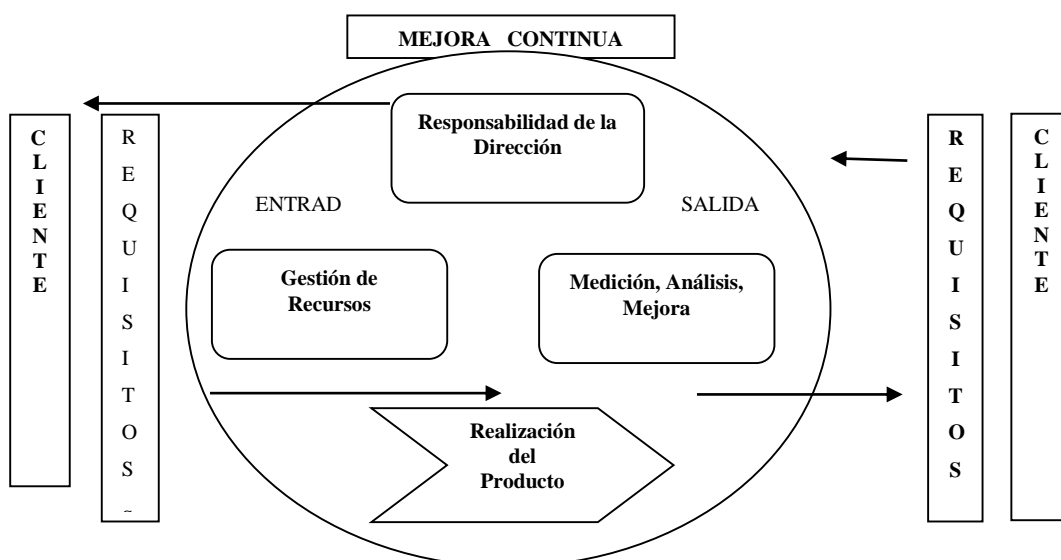 MEJORA CONTINUA
CLIENTE
REQUISITOS
Responsabilidad de la
Dirección
ENTRAD
SALIDA
Gestión de
Recursos
Medición, Análisis,
Mejora
Realización
del
Producto
REQUISITOS
CLIENTE